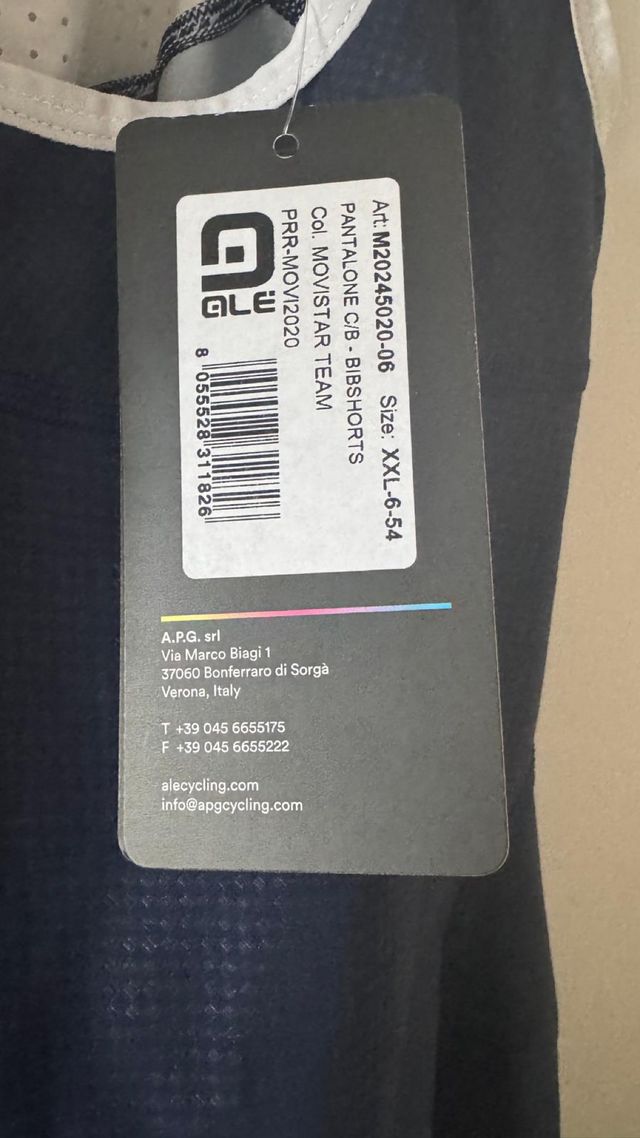 Art: M20245020-06 Size: XXL-6-54
PANTALONE C/B - BIBSHORTS
Col. MOVISTAR TEAM
PRR-MOVI2020
ALÉ
8 055528 311826
A.P.G. srl
Via Marco Biagi 1
37060 Bonferraro di Sorgà
Verona, Italy
T +39 045 6655175
F +39 045 6655222
alecycling.com
info@apgcycling.com